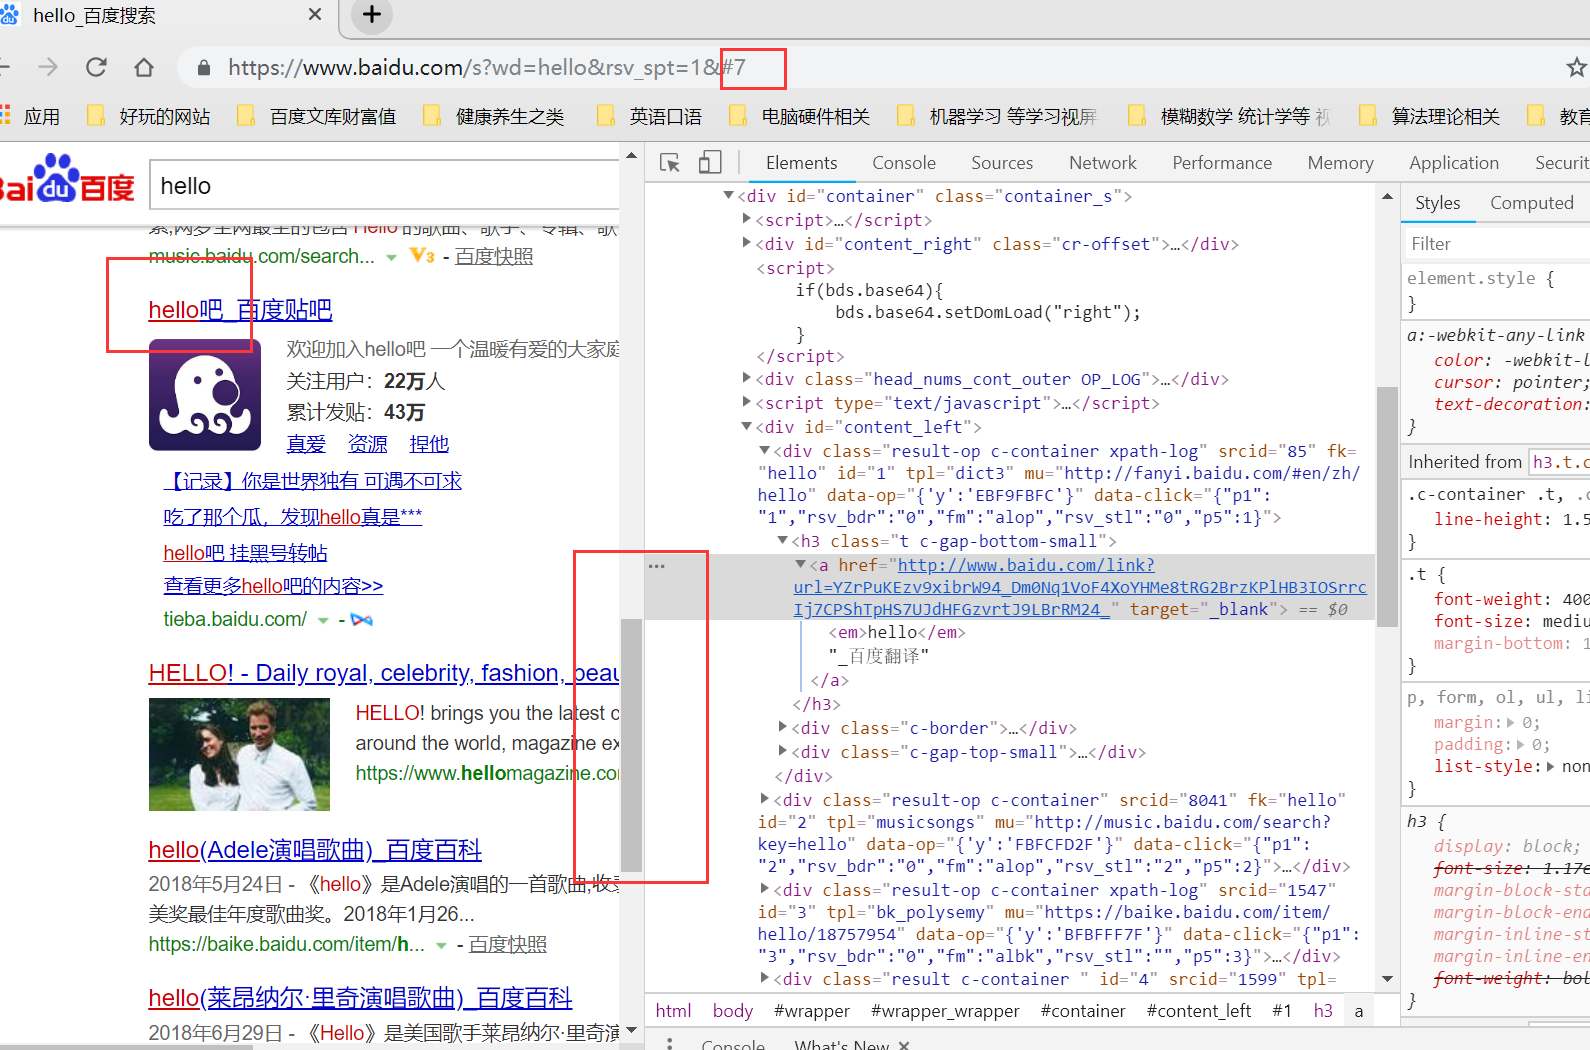 hello_百度搜索
https://www.baidu.com/s?wd=hello&rsv_spt=1&#7
应用 好玩的网站 百度文库财富值 健康养生之类 英语口语 电脑硬件相关 机器学习 等学习视屏 模糊数学 统计学等 视 算法理论相关 教育
Bai du 百度
hello
索,网罗全网最全的包含 Hello 的歌曲、歌手、专辑、歌
music.baidu.com/search... V3 - 百度快照
hello吧_百度贴吧
欢迎加入hello吧 一个温暖有爱的大家庭
关注用户：22万人
累计发贴：43万
真爱 资源 捏他
【记录】你是世界独有 可遇不可求
吃了那个瓜，发现hello真是***
hello吧 挂黑号转帖
查看更多hello吧的内容>>
tieba.baidu.com/ -
HELLO! - Daily royal, celebrity, fashion, beau
HELLO! brings you the latest c
around the world, magazine ex
https://www.hellomagazine.co
hello(Adele演唱歌曲)_百度百科
2018年5月24日 - 《hello》是Adele演唱的一首歌曲,收录
美奖最佳年度歌曲奖。2018年1月26...
https://baike.baidu.com/item/h... - 百度快照
hello(莱昂纳尔·里奇演唱歌曲)_百度百科
2018年6月29日 - 《Hello》是美国歌手莱昂纳尔·里奇演
Elements Console Sources Network Performance Memory Application Securit
<div id="container" class="container_s">
<script>…</script>
<div id="content_right" class="cr-offset">…</div>
<script>
if(bds.base64){
bds.base64.setDomLoad("right");
}
</script>
<div class="head_nums_cont_outer OP_LOG">…</div>
<script type="text/javascript">…</script>
<div id="content_left">
<div class="result-op c-container xpath-log" srcid="85" fk=
"hello" id="1" tpl="dict3" mu="http://fanyi.baidu.com/#en/zh/
hello" data-op="{'y':'EBF9FBFC'}" data-click="{"p1":
"1","rsv_bdr":"0","fm":"alop","rsv_stl":"0","p5":1}">
<h3 class="t c-gap-bottom-small">
… <a href="http://www.baidu.com/link?
url=YZrPuKEzv9xibrW94_Dm0Nq1VoF4XoYHMe8tRG2BrzKPlHB3IOSrrc
Ij7CPShTpHS7UJdHFGzvrtJ9LBrRM24_" target="_blank"> == $0
<em>hello</em>
"_百度翻译"
</a>
</h3>
<div class="c-border">…</div>
<div class="c-gap-top-small">…</div>
</div>
<div class="result-op c-container" srcid="8041" fk="hello"
id="2" tpl="musicsongs" mu="http://music.baidu.com/search?
key=hello" data-op="{'y':'FBFCFD2F'}" data-click="{"p1":
"2","rsv_bdr":"0","fm":"alop","rsv_stl":"2","p5":2}">…</div>
<div class="result-op c-container xpath-log" srcid="1547"
id="3" tpl="bk_polysemy" mu="https://baike.baidu.com/item/
hello/18757954" data-op="{'y':'BFBFFF7F'}" data-click="{"p1":
"3","rsv_bdr":"0","fm":"albk","rsv_stl":"","p5":3}">…</div>
<div class="result c-container " id="4" srcid="1599" tpl=
html body #wrapper #wrapper_wrapper #container #content_left #1 h3 a
Console What's New
Styles Computed
Filter
element.style {
}
a:-webkit-any-link
color: -webkit-l
cursor: pointer;
text-decoration:
}
Inherited from h3.t.c
.c-container .t, .c
line-height: 1.5
}
.t {
font-weight: 400
font-size: mediu
margin-bottom: 1
}
p, form, ol, ul, li
margin: 0;
padding: 0;
list-style: non
}
h3 {
display: block;
font-size: 1.17e
margin-block-sta
margin-block-end
margin-inline-st
margin-inline-en
font-weight: bol
}